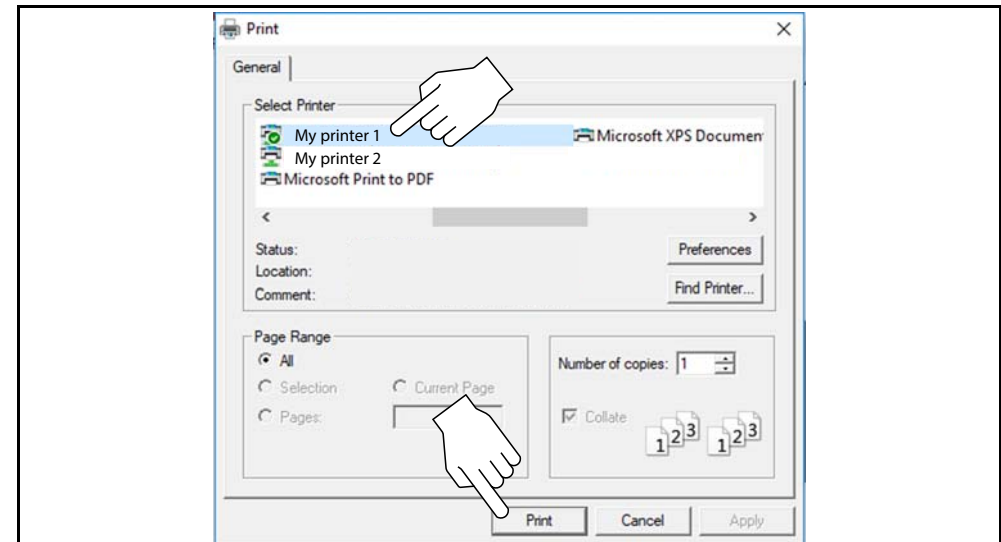 Print
General
Select Printer
My printer 1
Microsoft XPS Documen
My printer 2
Microsoft Print to PDF
Status:
Preferences
Location:
Find Printer...
Comment:
Page Range
All
Number of copies: 1
Selection
Current Page
Pages:
Collate
1 2 3 1 2 3
Print
Cancel
Apply